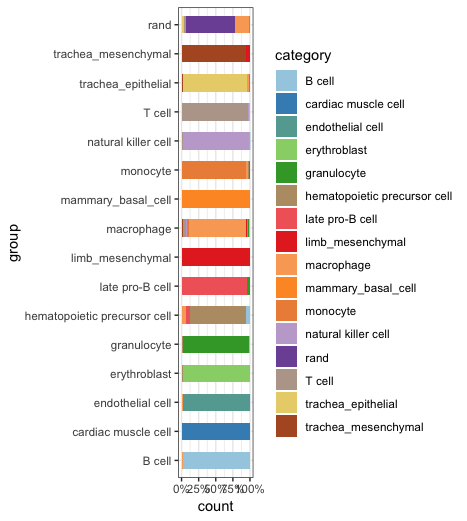 group
rand
trachea_mesenchymal
trachea_epithelial
T cell
natural killer cell
monocyte
mammary_basal_cell
macrophage
limb_mesenchymal
late pro-B cell
hematopoietic precursor cell
granulocyte
erythroblast
endothelial cell
cardiac muscle cell
B cell
0% 25% 50% 75% 100%
count
category
B cell
cardiac muscle cell
endothelial cell
erythroblast
granulocyte
hematopoietic precursor cell
late pro-B cell
limb_mesenchymal
macrophage
mammary_basal_cell
monocyte
natural killer cell
rand
T cell
trachea_epithelial
trachea_mesenchymal